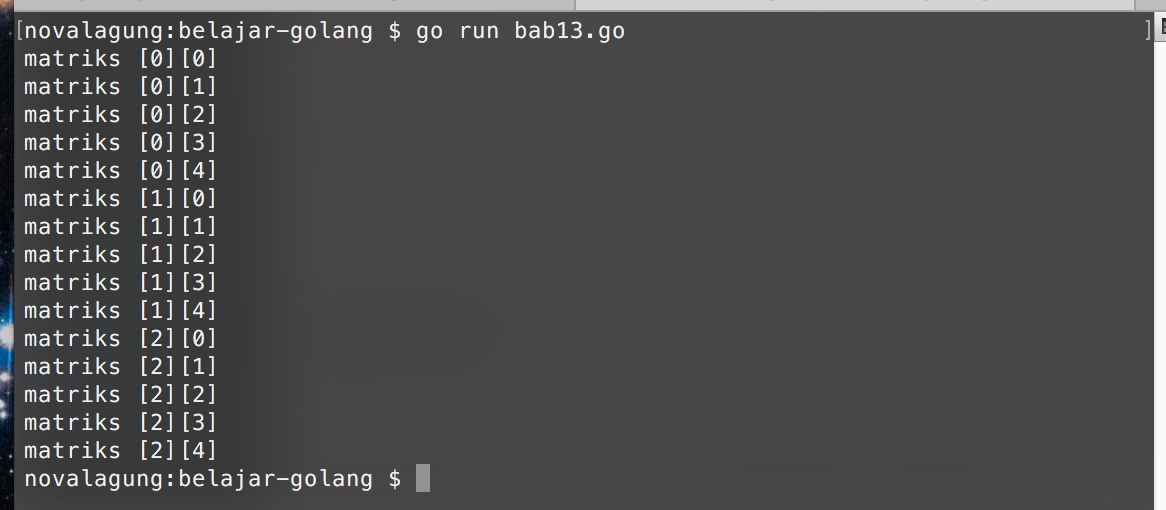 [novalagung:belajar-golang $ go run bab13.go ]
matriks [0][0]
matriks [0][1]
matriks [0][2]
matriks [0][3]
matriks [0][4]
matriks [1][0]
matriks [1][1]
matriks [1][2]
matriks [1][3]
matriks [1][4]
matriks [2][0]
matriks [2][1]
matriks [2][2]
matriks [2][3]
matriks [2][4]
novalagung:belajar-golang $